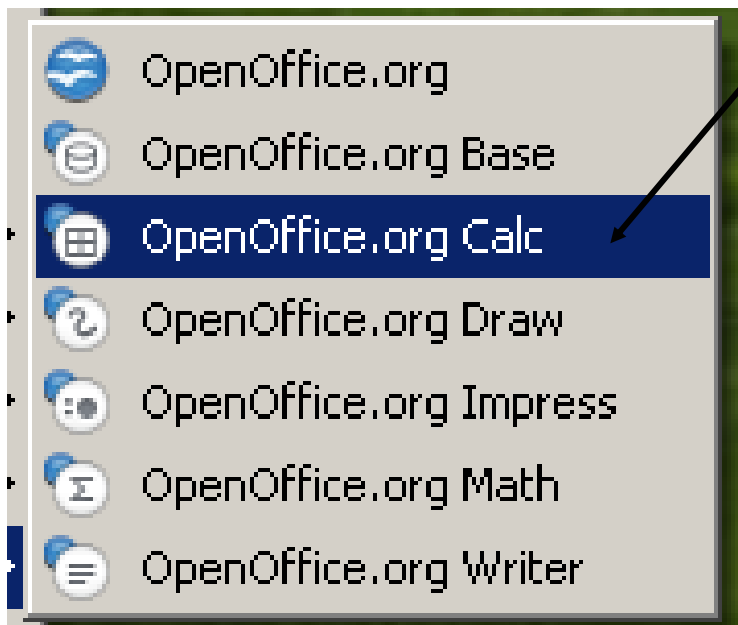 OpenOffice.org
OpenOffice.org Base
OpenOffice.org Calc
OpenOffice.org Draw
OpenOffice.org Impress
OpenOffice.org Math
OpenOffice.org Writer